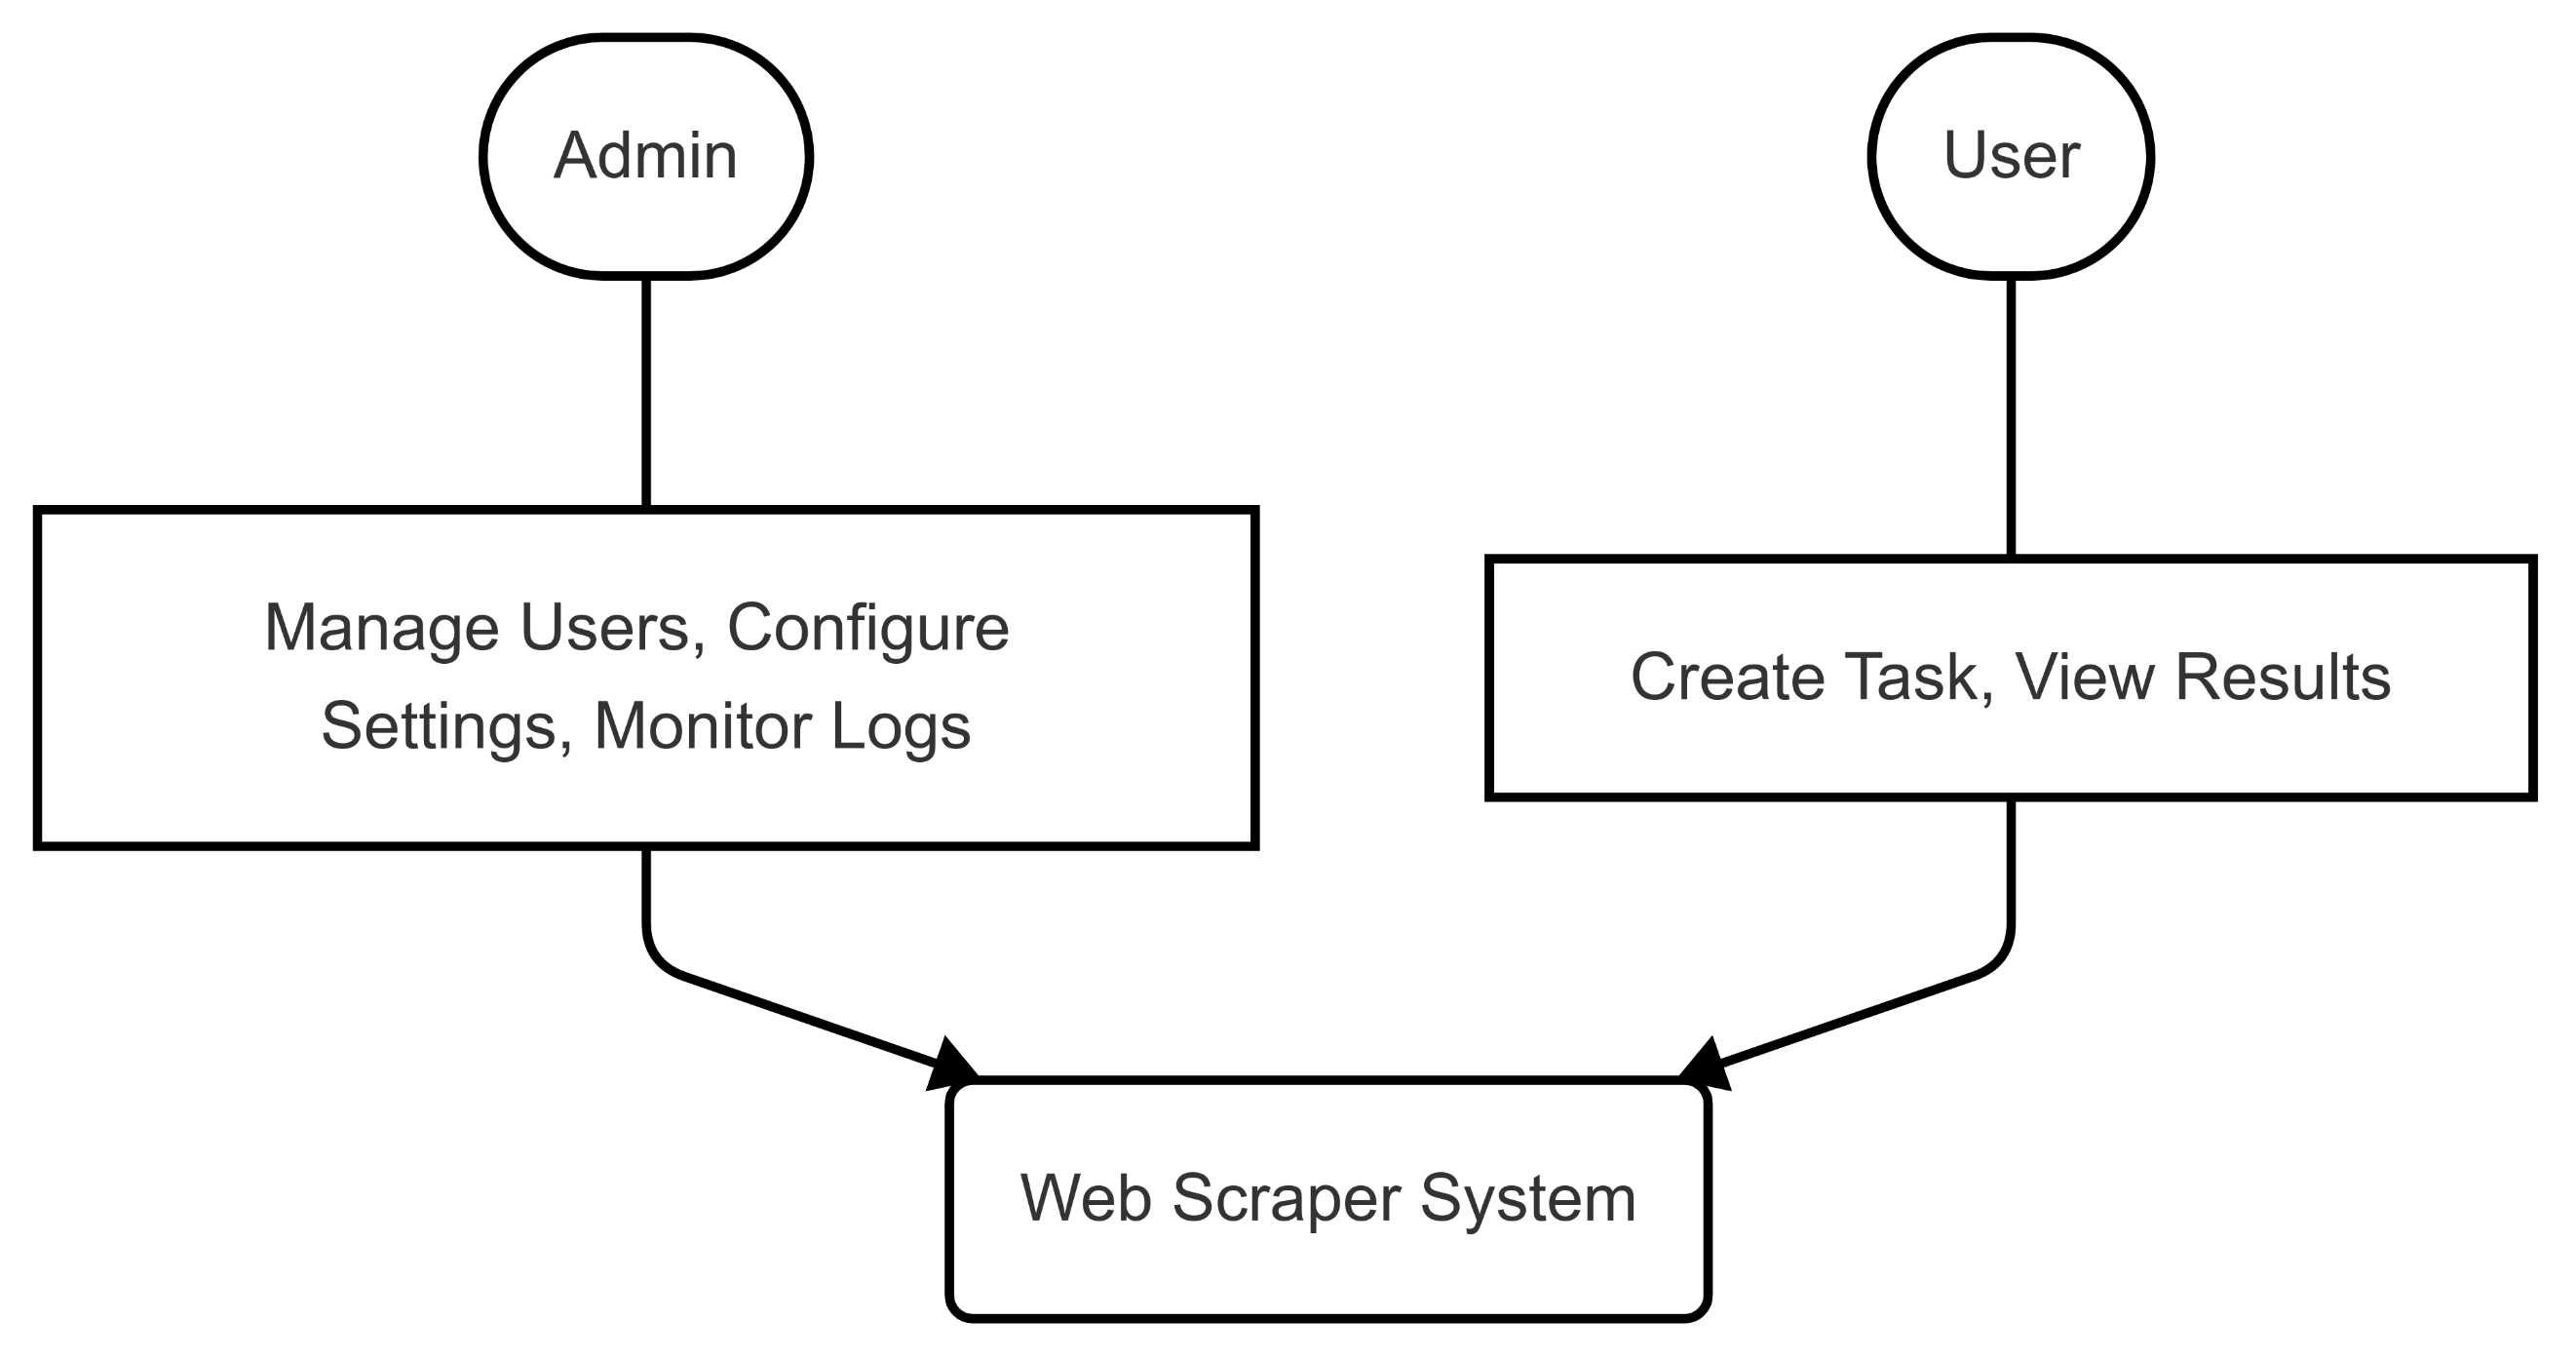 Admin
User
Manage Users, Configure
Settings, Monitor Logs
Create Task, View Results
Web Scraper System